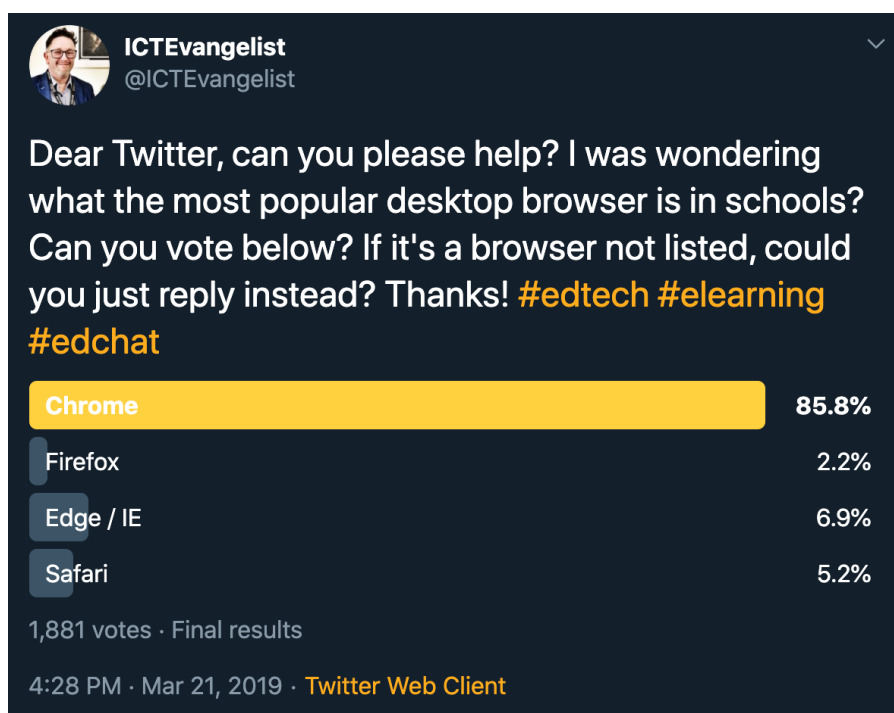 ICTEvangelist
@ICTEvangelist
Dear Twitter, can you please help? I was wondering
what the most popular desktop browser is in schools?
Can you vote below? If it's a browser not listed, could
you just reply instead? Thanks! #edtech #elearning
#edchat
Chrome 85.8%
Firefox 2.2%
Edge / IE 6.9%
Safari 5.2%
1,881 votes · Final results
4:28 PM · Mar 21, 2019 · Twitter Web Client